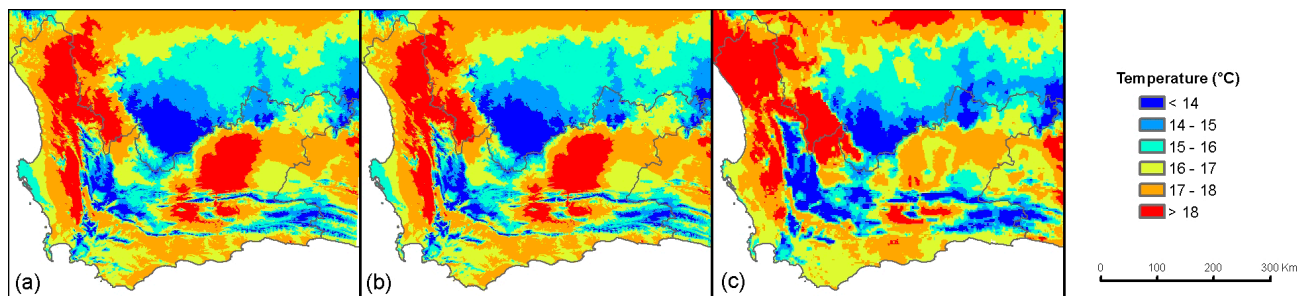 (a)
(b)
(c)
Temperature (°C)
< 14
14 - 15
15 - 16
16 - 17
17 - 18
> 18
0 100 200 300 Km